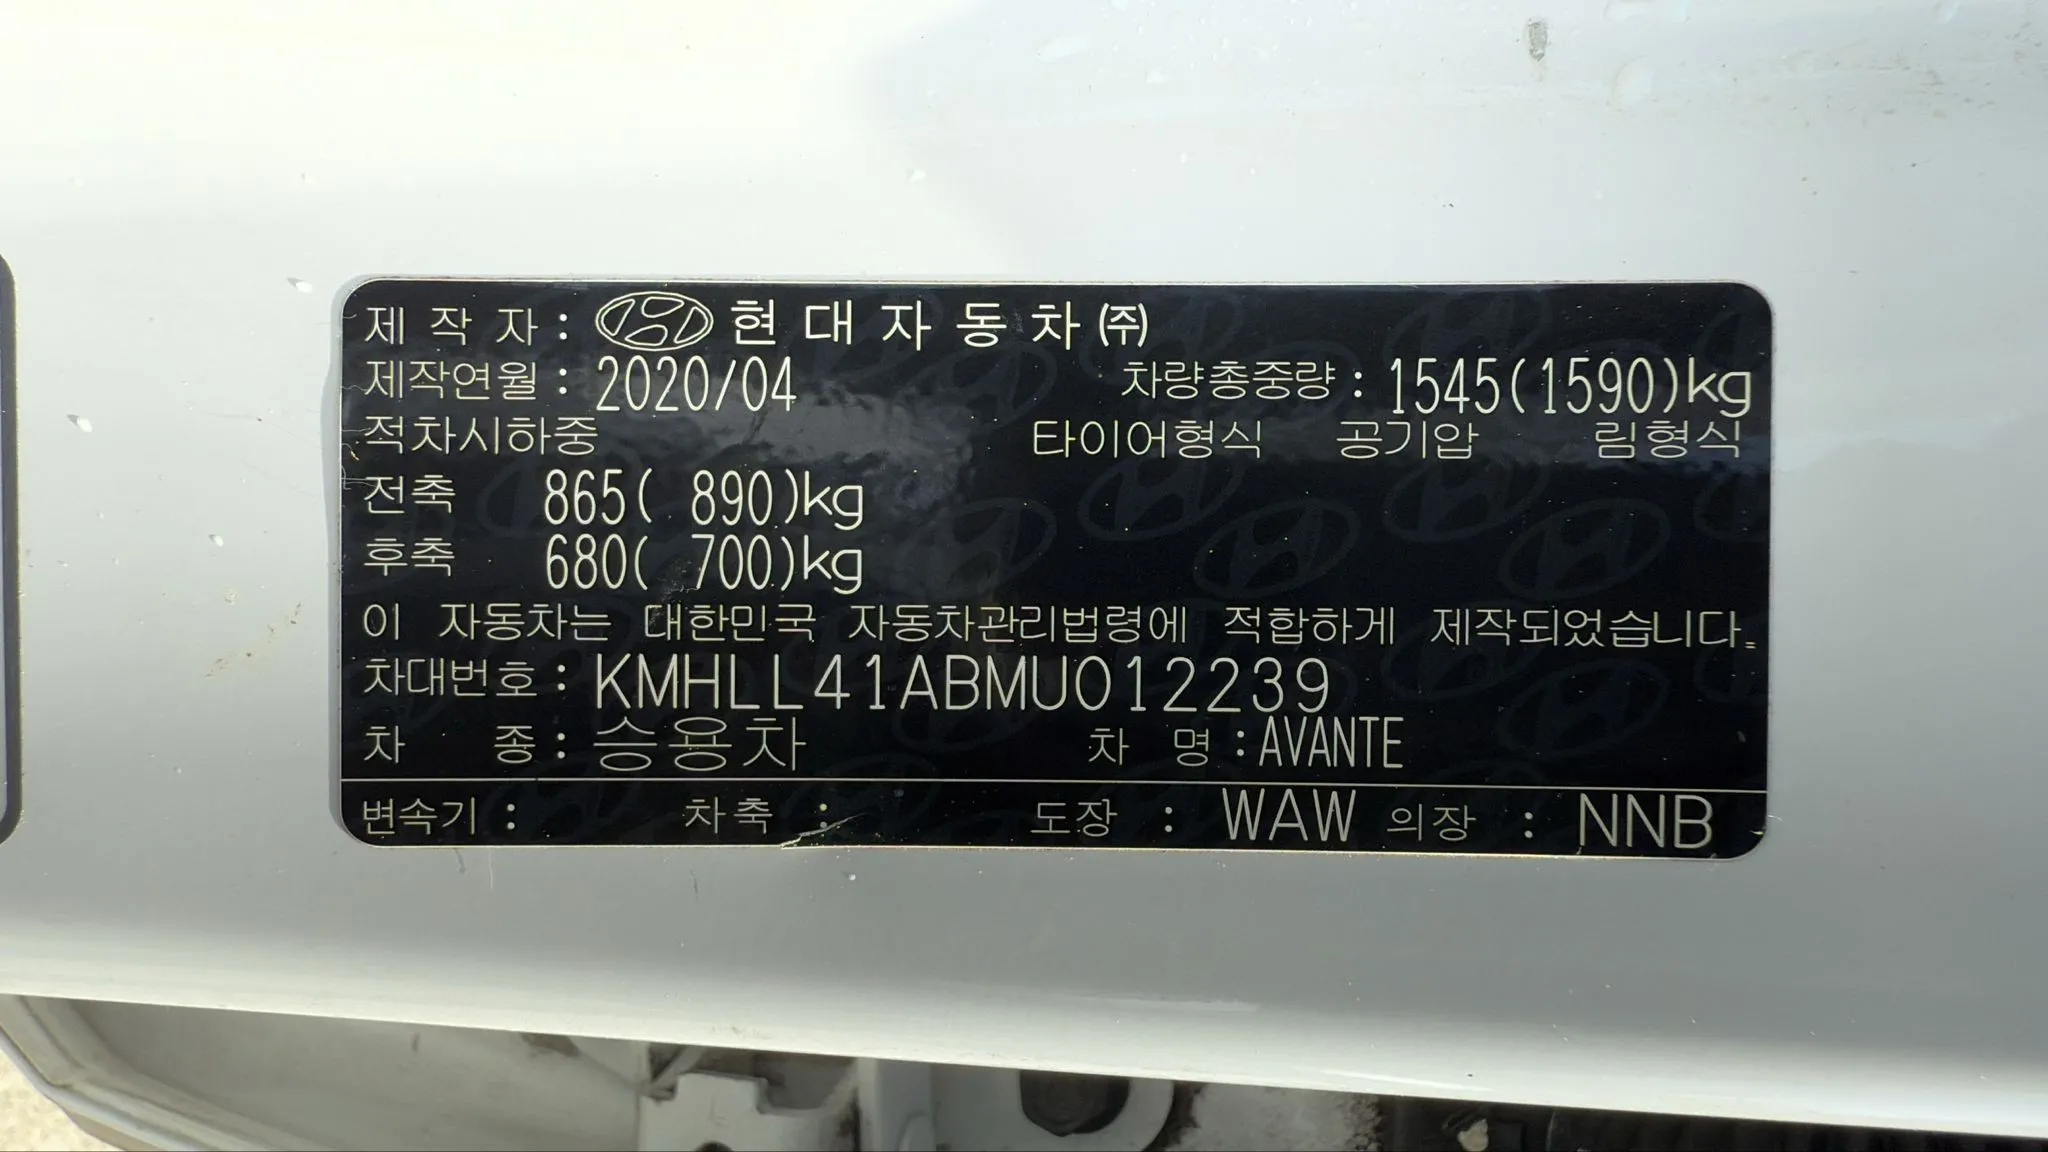 제 작 자 : 현 대 자 동 차 ㈜
제작연월 : 2020/04 차량총중량 : 1545(1590)kg
적차시하중 타이어형식 공기압 림형식
전축 865( 890)kg
후축 680( 700)kg
이 자동차는 대한민국 자동차관리법령에 적합하게 제작되었습니다.
차대번호 : KMHLL41ABMU012239
차 종 : 승용차 차 명 : AVANTE
변속기 : 차축 : 도장 : WAW 의장 : NNB